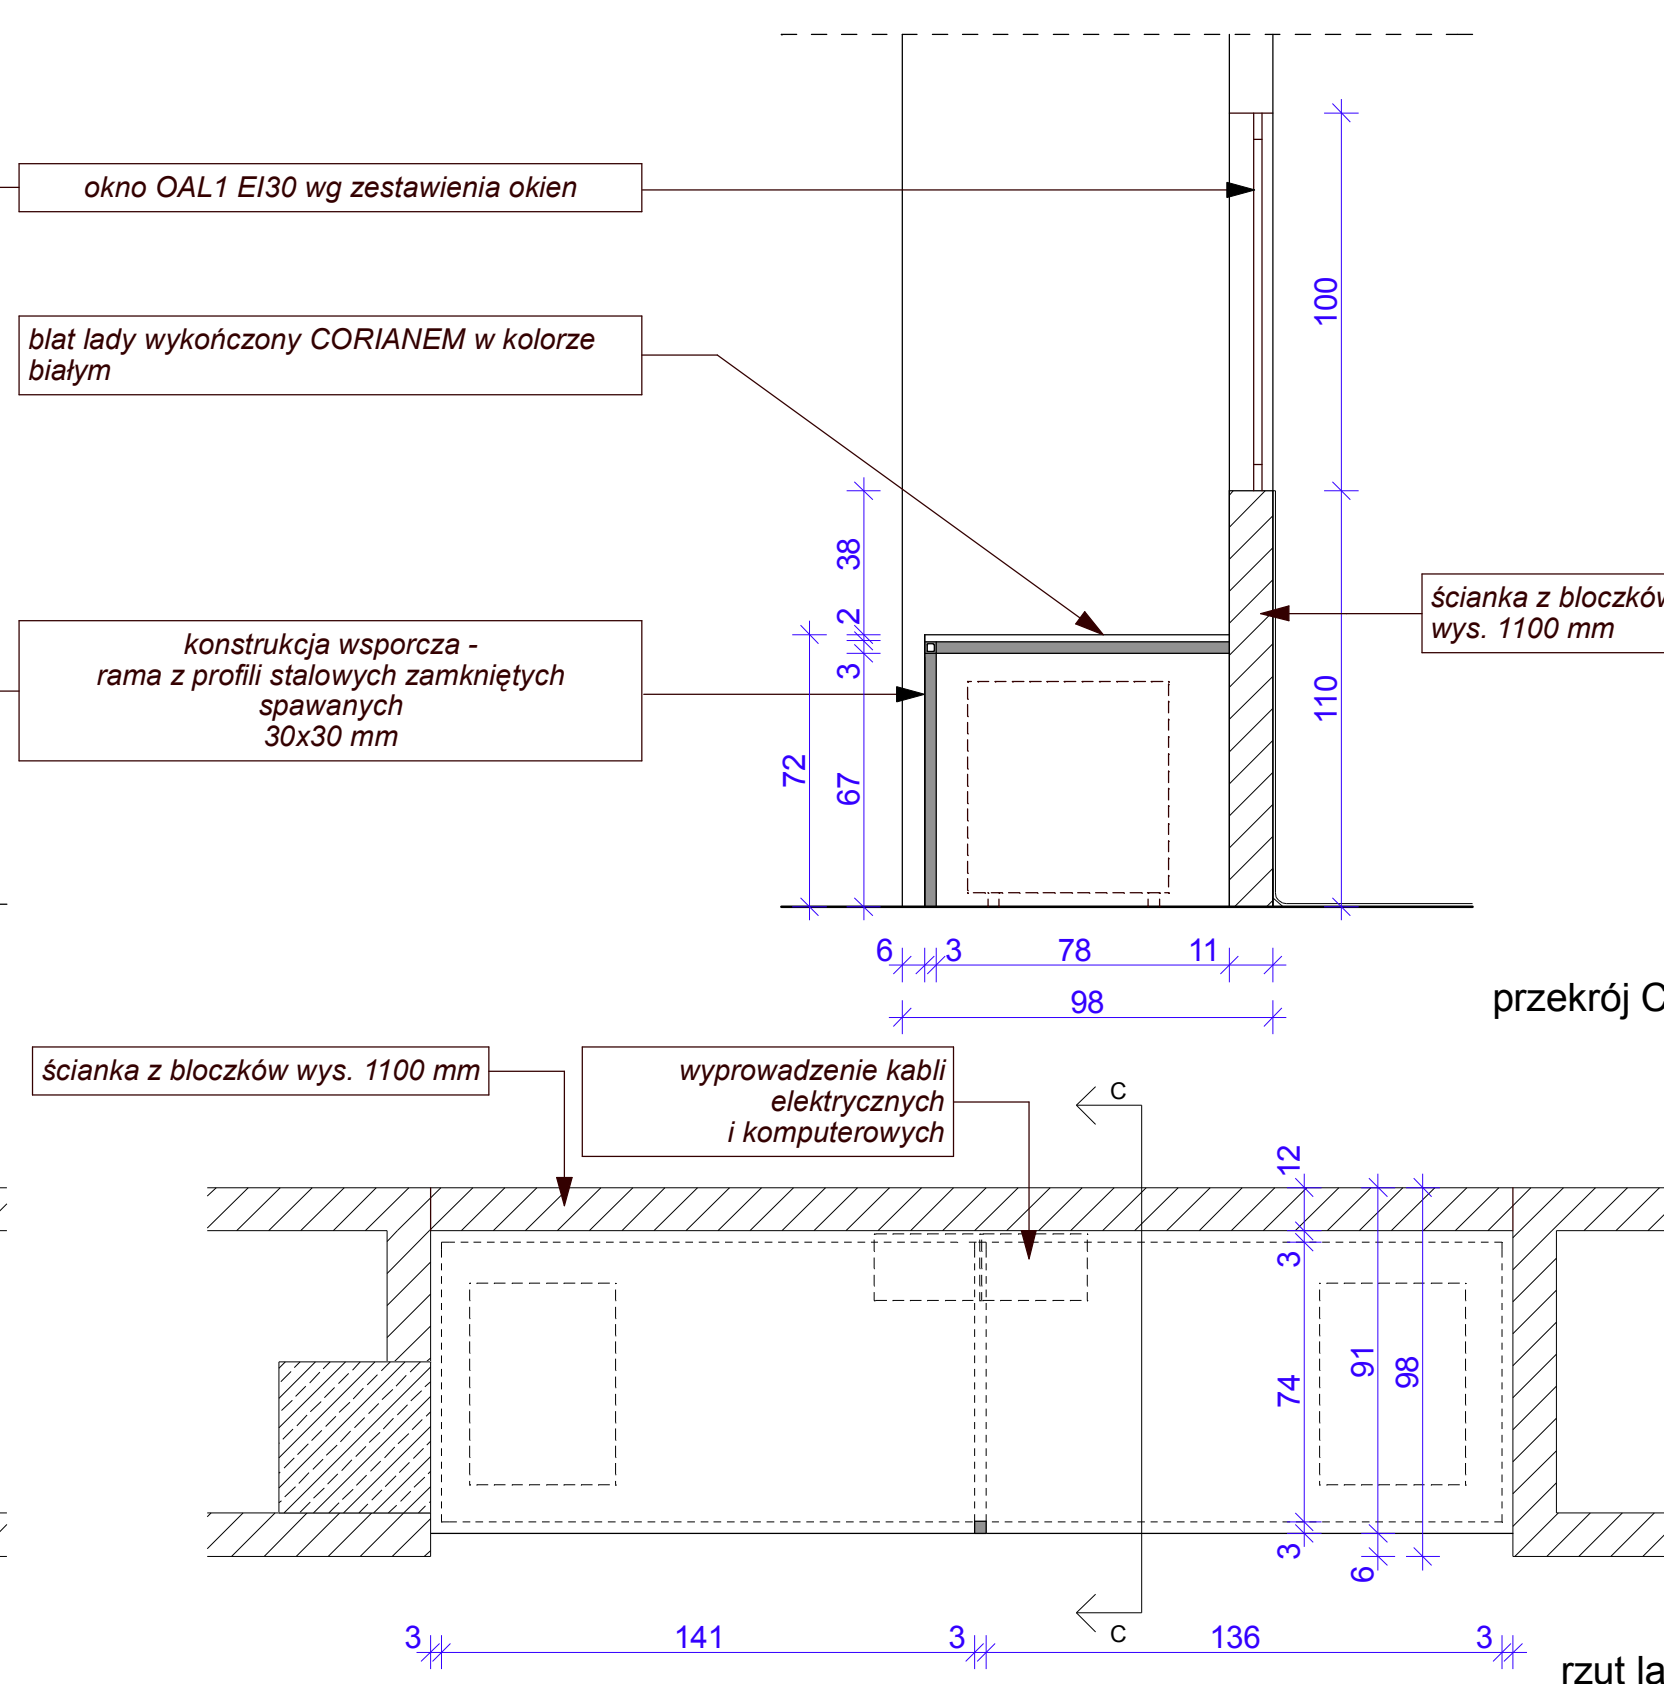 okno OAL1 EI30 wg zestawienia okien
100
blat lady wykończony CORIANEM w kolorze
białym
38
2
ścianka z bloczków
wys. 1100 mm
konstrukcja wsporcza -
rama z profili stalowych zamkniętych
spawanych
30x30 mm
3
110
72
67
6 3 78 11
98
przekrój C
ścianka z bloczków wys. 1100 mm
wyprowadzenie kabli
elektrycznych
i komputerowych
C
12
3
91
98
74
3
6
C
3 141 3 136 3
rzut la